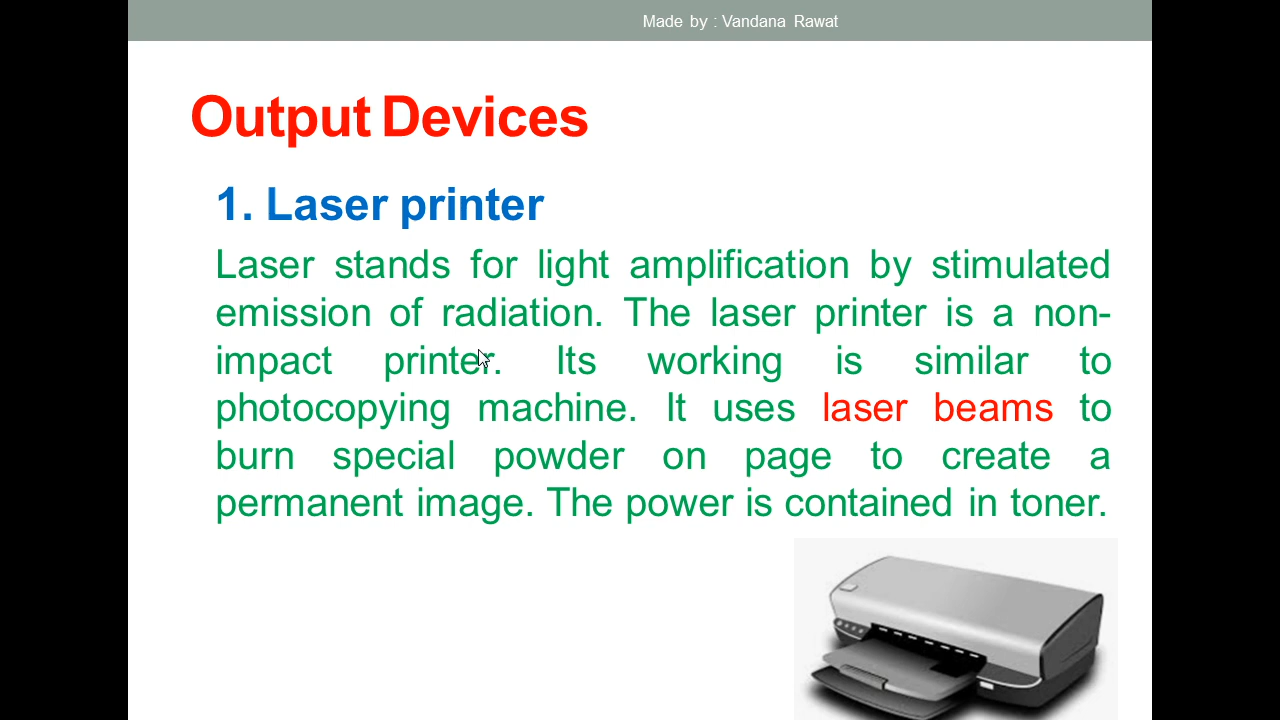 Made by : Vandana Rawat
Output Devices
1. Laser printer
Laser stands for light amplification by stimulated
emission of radiation. The laser printer is a non-
impact printer. Its working is similar to
photocopying machine. It uses laser beams to
burn special powder on page to create a
permanent image. The power is contained in toner.